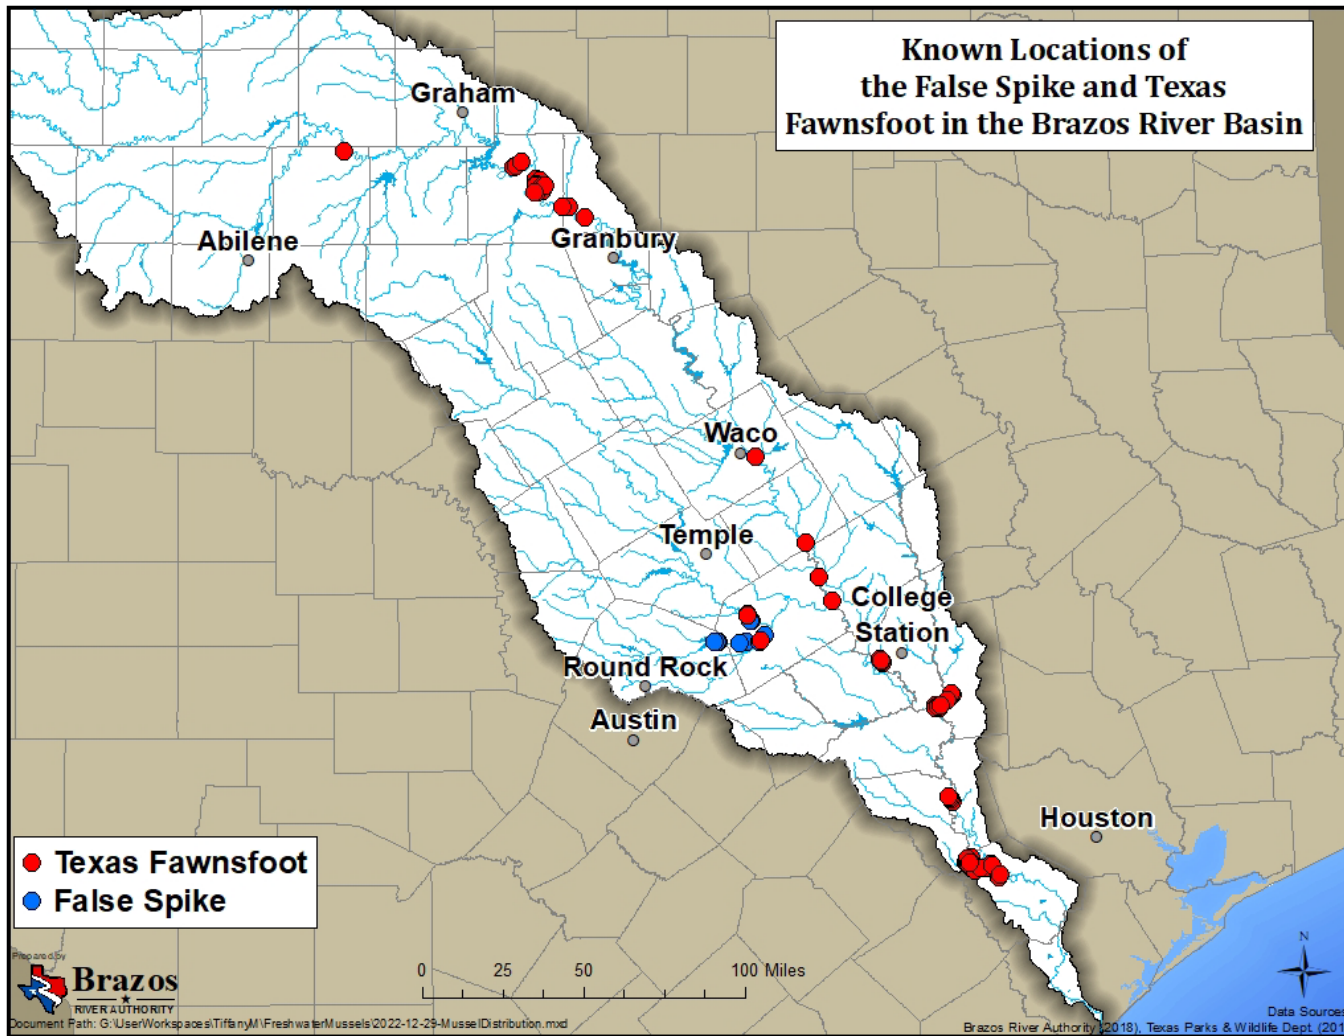 Known Locations of
the False Spike and Texas
Fawnsfoot in the Brazos River Basin
Graham
Abilene
Granbury
Waco
Temple
College
Station
Round Rock
Austin
Houston
Texas Fawnsfoot
False Spike
Prepared by
Brazos
RIVER AUTHORITY
0 25 50 100 Miles
N
Document Path: G:\UserWorkspaces\TiffanyM\FreshwaterMussels\2022-12-29-MusselDistribution.mxd
Data Source:
Brazos River Authority (2018), Texas Parks & Wildlife Dept. (201